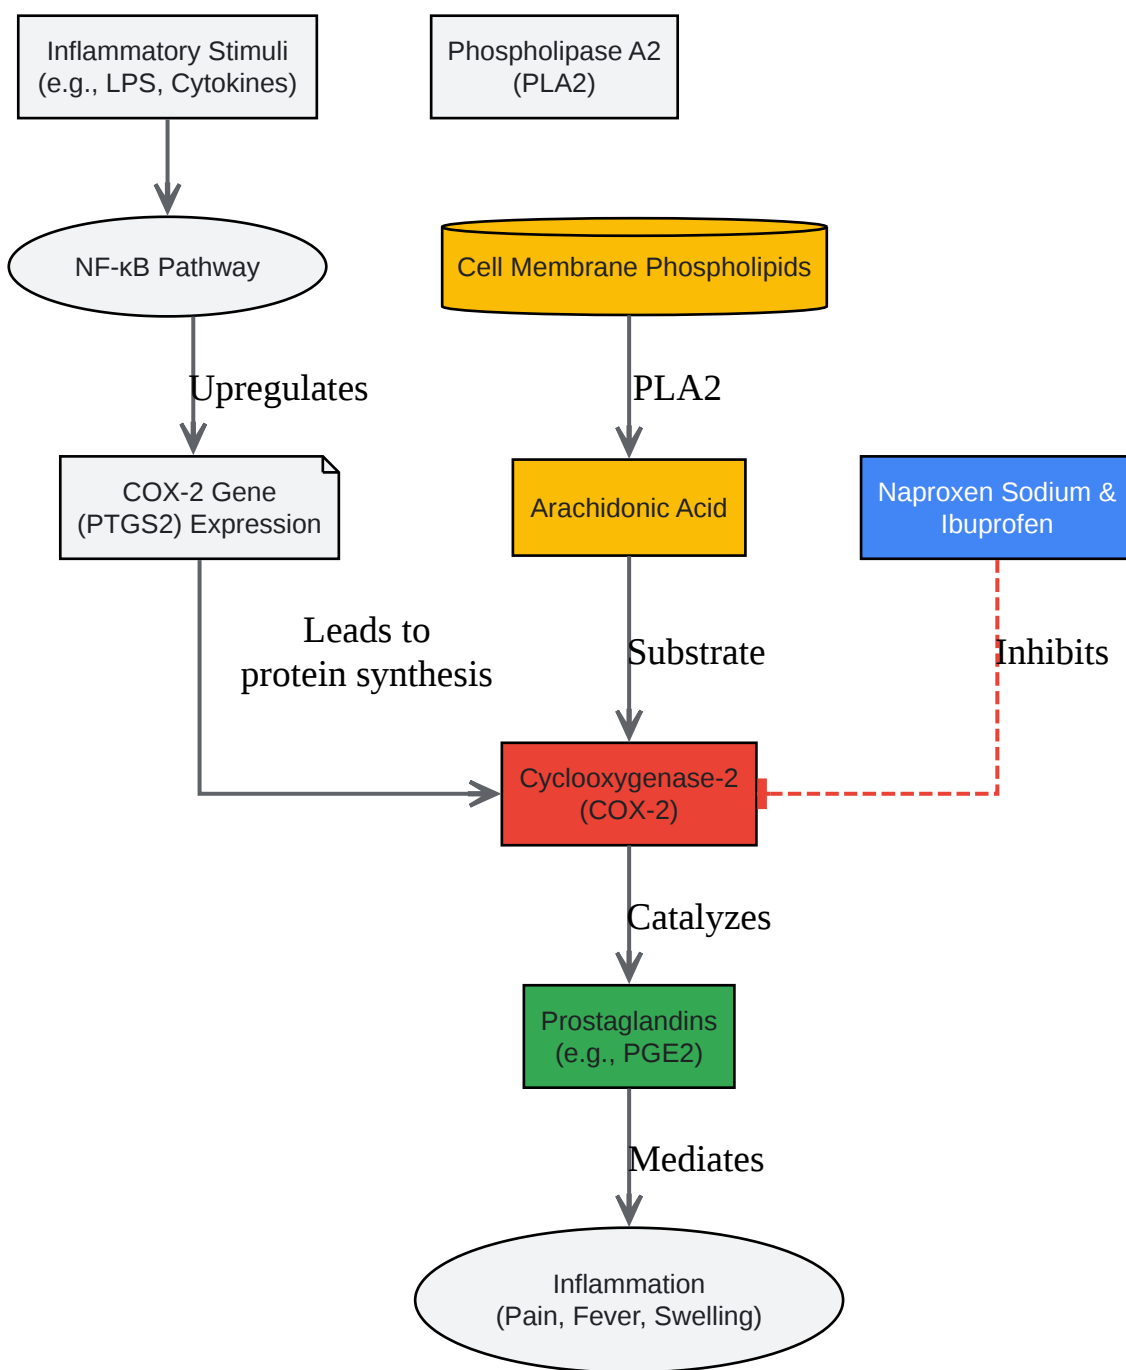 Inflammatory Stimuli
(e.g., LPS, Cytokines)
Phospholipase A2
(PLA2)
NF-κB Pathway
Cell Membrane Phospholipids
Upregulates
PLA2
COX-2 Gene
(PTGS2) Expression
Arachidonic Acid
Naproxen Sodium &
Ibuprofen
Leads to
protein synthesis
Substrate
Inhibits
Cyclooxygenase-2
(COX-2)
Catalyzes
Prostaglandins
(e.g., PGE2)
Mediates
Inflammation
(Pain, Fever, Swelling)